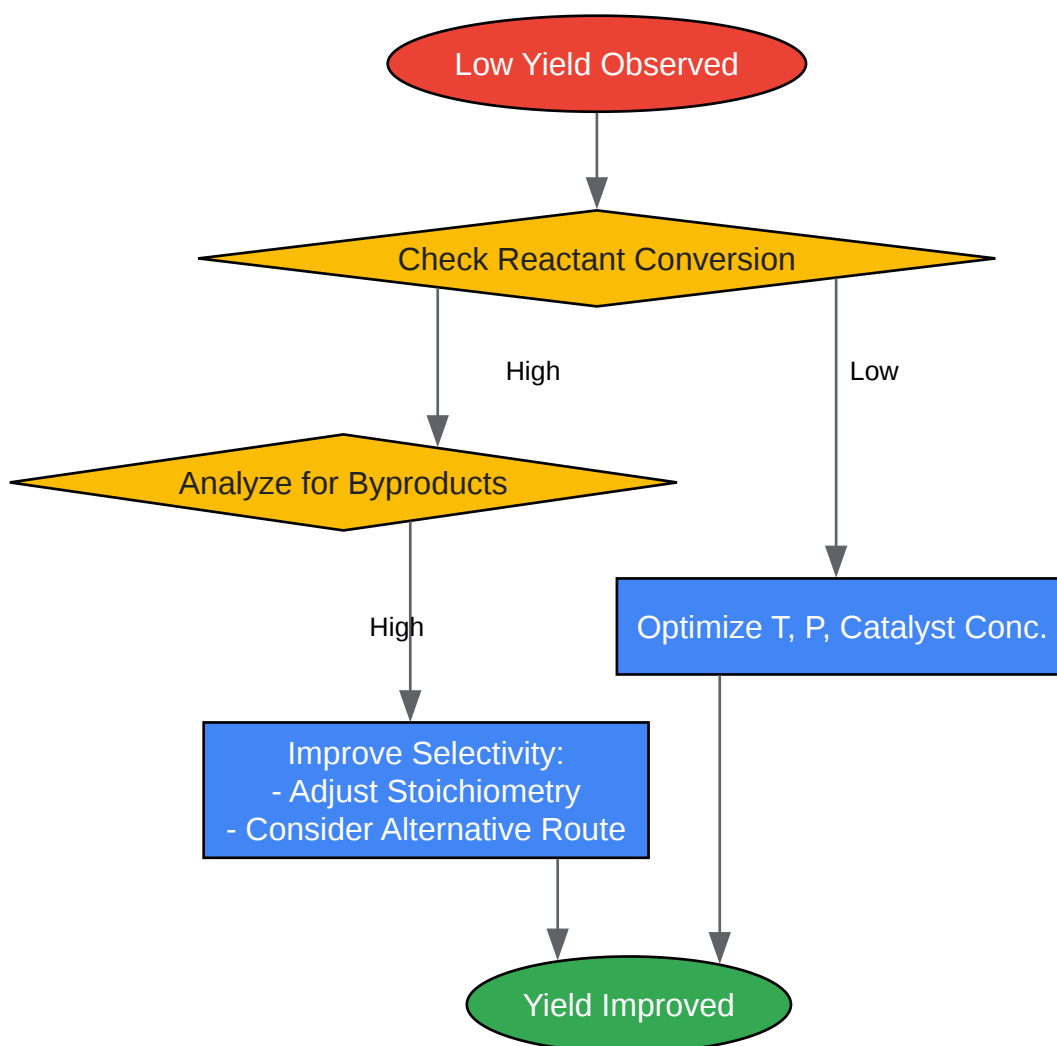 Low Yield Observed
Check Reactant Conversion
High
Low
Analyze for Byproducts
High
Optimize T, P, Catalyst Conc.
Improve Selectivity:
- Adjust Stoichiometry
- Consider Alternative Route
Yield Improved